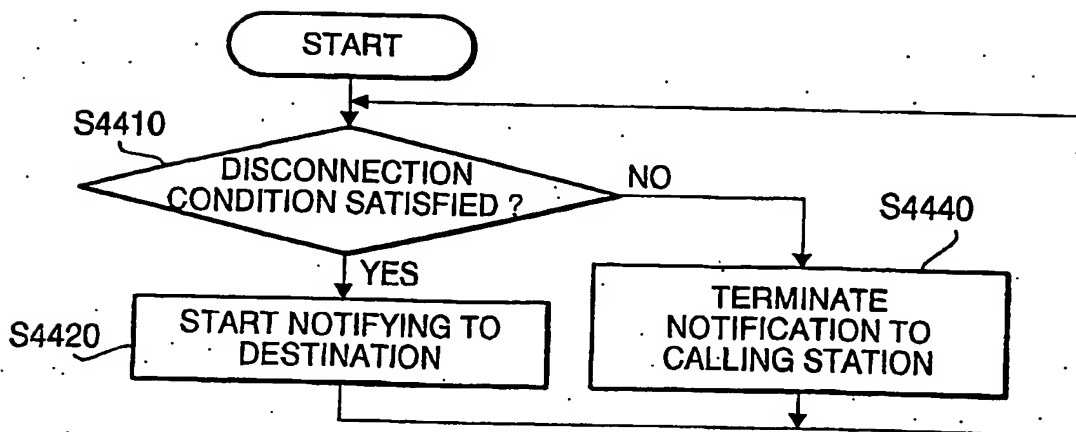 START
S4410
DISCONNECTION
CONDITION SATISFIED ?
NO
S4440
YES
S4420
START NOTIFYING TO
DESTINATION
TERMINATE
NOTIFICATION TO
CALLING STATION